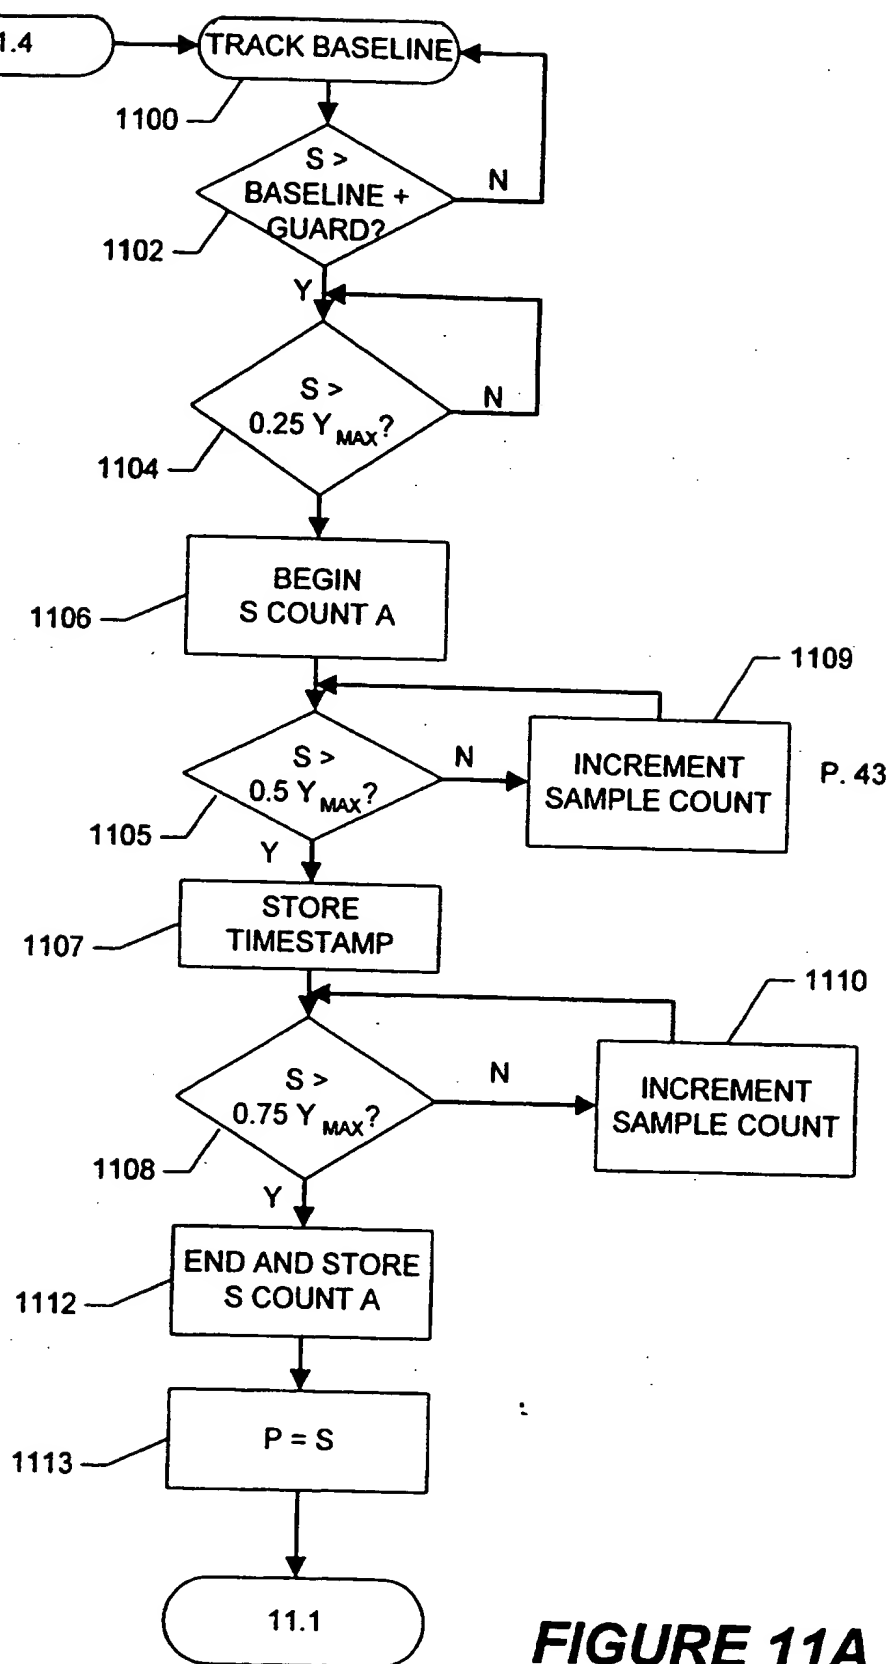 1.4
TRACK BASELINE
1100
S >
BASELINE +
GUARD?
N
1102
Y
S >
0.25 Y MAX?
N
1104
BEGIN
S COUNT A
1106
1109
S >
0.5 Y MAX?
N
INCREMENT
SAMPLE COUNT
P. 43
1105
Y
STORE
TIMESTAMP
1107
1110
S >
0.75 Y MAX?
N
INCREMENT
SAMPLE COUNT
1108
Y
END AND STORE
S COUNT A
1112
P = S
1113
11.1
FIGURE 11A